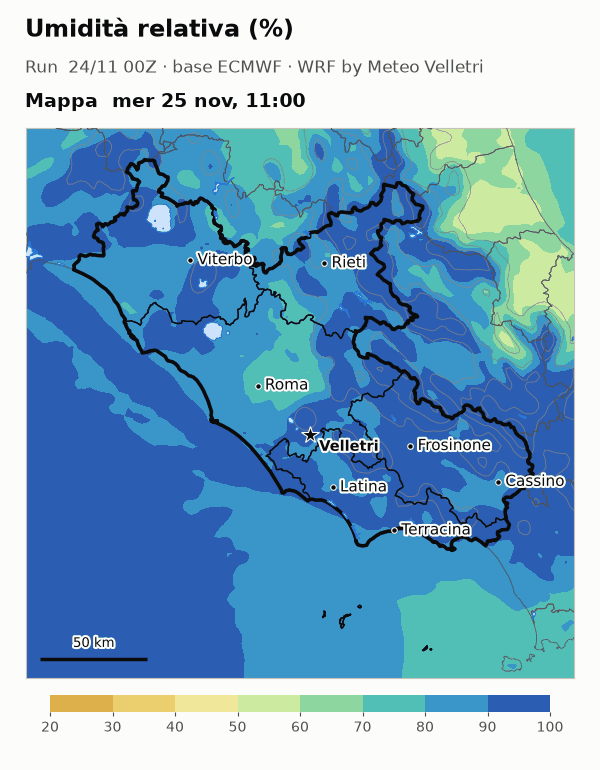 Umidità relativa (%)
Run  24/11 00Z · base ECMWF · WRF by Meteo Velletri
Mappa  mer 25 nov, 11:00
Viterbo
Rieti
Roma
Velletri
Frosinone
Latina
Cassino
Terracina
50 km
20 30 40 50 60 70 80 90 100